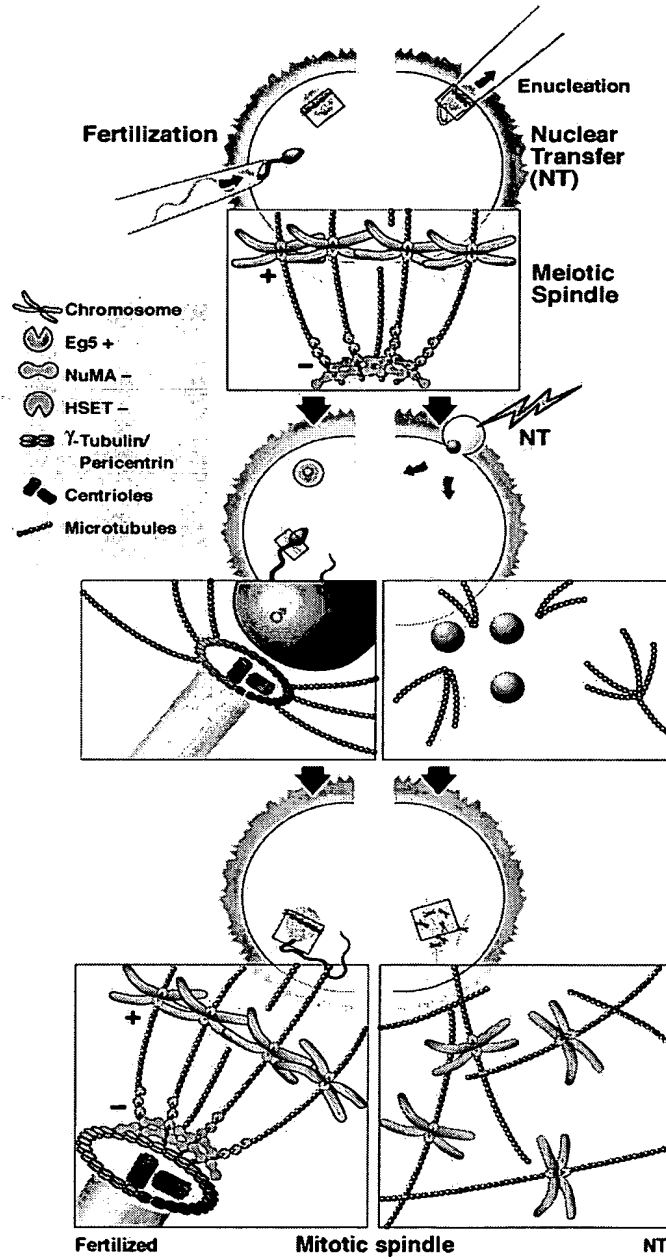 Enucleation
Fertilization
Nuclear
Transfer
(NT)
Meiotic
Spindle
+
−
Chromosome
Eg5 +
NuMA −
HSET −
γ-Tubulin/
Pericentrin
Centrioles
Microtubules
NT
♂
+
−
Fertilized
Mitotic spindle
NT